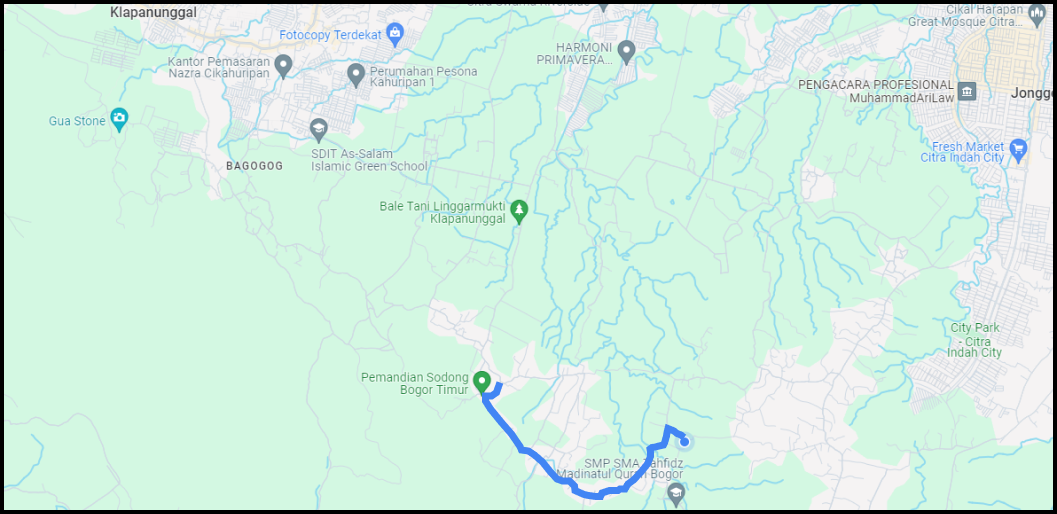 Klapanunggal
Fotocopy Terdekat
Kantor Pemasaran
Nazra Cikahuripan
Perumahan Pesona
Kahuripan 1
HARMONI
PRIMAVERA...
Cikal Harapan
Great Mosque Citra...
PENGACARA PROFESIONAL
MuhammadAriLaw
Jongg
Gua Stone
SDIT As-Salam
Islamic Green School
BAGOGOG
Fresh Market
Citra Indah City
Bale Tani Linggarmukti
Klapanunggal
City Park
- Citra
Indah City
Pemandian Sodong
Bogor Timur
SMP SMA Tahfidz
Madinatul Quran Bogor